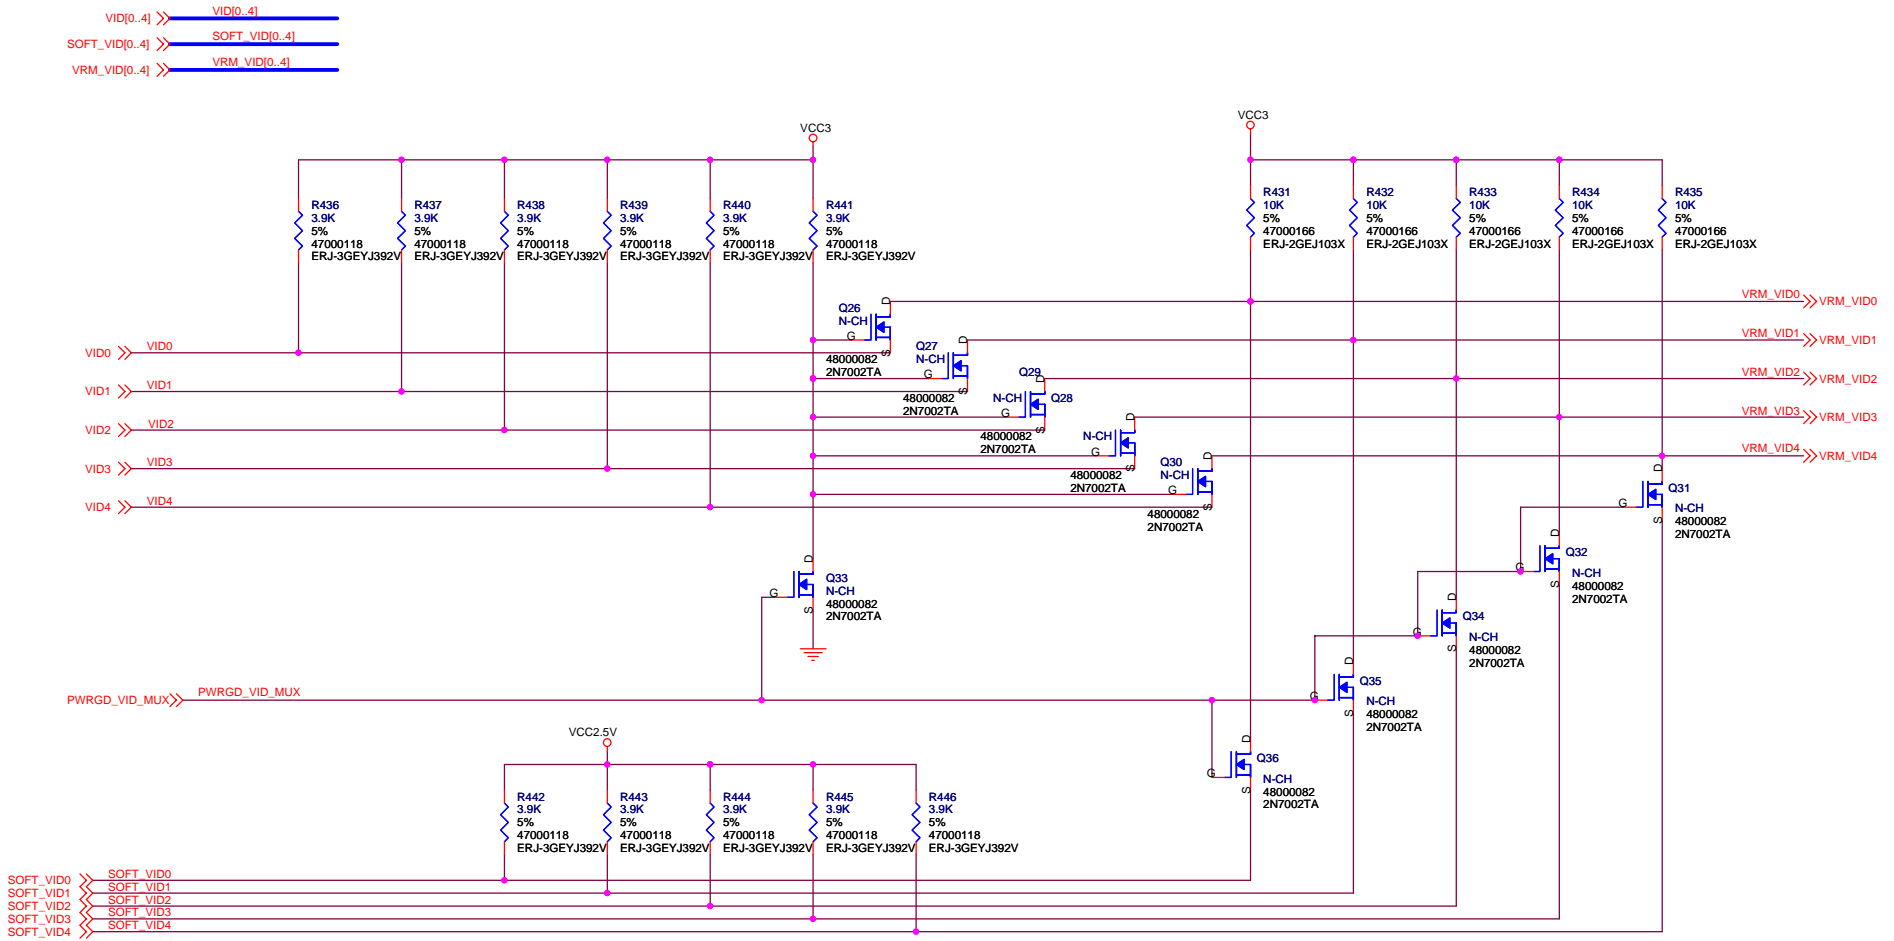 VID[0..4] VID[0..4]
SOFT_VID[0..4] SOFT_VID[0..4]
VRM_VID[0..4] VRM_VID[0..4]
VCC3
VCC3
R436
3.9K
5%
47000118
ERJ-3GEYJ392V
R437
3.9K
5%
47000118
ERJ-3GEYJ392V
R438
3.9K
5%
47000118
ERJ-3GEYJ392V
R439
3.9K
5%
47000118
ERJ-3GEYJ392V
R440
3.9K
5%
47000118
ERJ-3GEYJ392V
R441
3.9K
5%
47000118
ERJ-3GEYJ392V
R431
10K
5%
47000166
ERJ-2GEJ103X
R432
10K
5%
47000166
ERJ-2GEJ103X
R433
10K
5%
47000166
ERJ-2GEJ103X
R434
10K
5%
47000166
ERJ-2GEJ103X
R435
10K
5%
47000166
ERJ-2GEJ103X
VID0 VID0
VID1 VID1
VID2 VID2
VID3 VID3
VID4 VID4
Q26
N-CH
D
G
S
48000082
2N7002TA
Q27
N-CH
D
G
S
48000082
2N7002TA
Q29
N-CH
D
Q28
G
S
48000082
2N7002TA
N-CH
D
G
S
48000082
2N7002TA
Q30
N-CH
D
G
S
48000082
2N7002TA
VRM_VID0 VRM_VID0
VRM_VID1 VRM_VID1
VRM_VID2 VRM_VID2
VRM_VID3 VRM_VID3
VRM_VID4 VRM_VID4
D
Q31
G
N-CH
S
48000082
2N7002TA
D
Q32
G
N-CH
S
48000082
2N7002TA
D
Q33
G
N-CH
S
48000082
2N7002TA
D
Q34
G
N-CH
S
48000082
2N7002TA
D
Q35
G
N-CH
S
48000082
2N7002TA
PWRGD_VID_MUX PWRGD_VID_MUX
D
Q36
G
N-CH
S
48000082
2N7002TA
VCC2.5V
R442
3.9K
5%
47000118
ERJ-3GEYJ392V
R443
3.9K
5%
47000118
ERJ-3GEYJ392V
R444
3.9K
5%
47000118
ERJ-3GEYJ392V
R445
3.9K
5%
47000118
ERJ-3GEYJ392V
R446
3.9K
5%
47000118
ERJ-3GEYJ392V
SOFT_VID0 SOFT_VID0
SOFT_VID1 SOFT_VID1
SOFT_VID2 SOFT_VID2
SOFT_VID3 SOFT_VID3
SOFT_VID4 SOFT_VID4